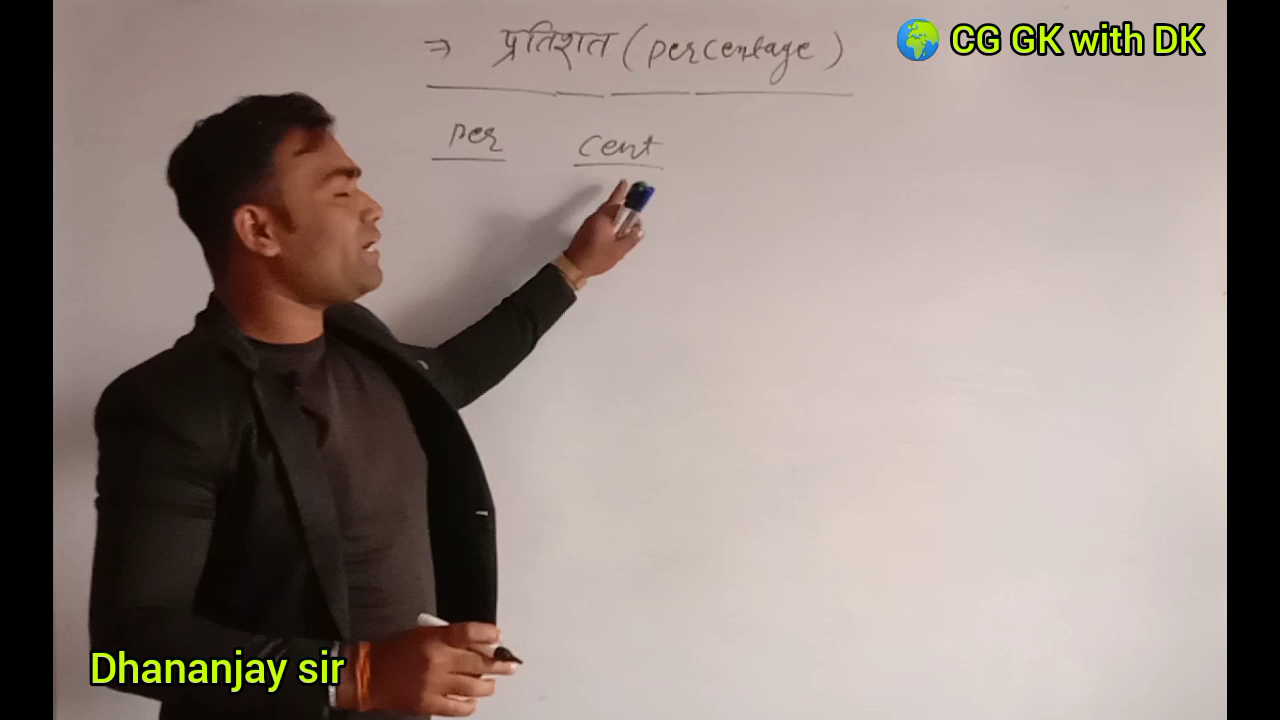 ⇒ प्रतिशत (percentage)
CG GK with DK
per cent
Dhananjay sir